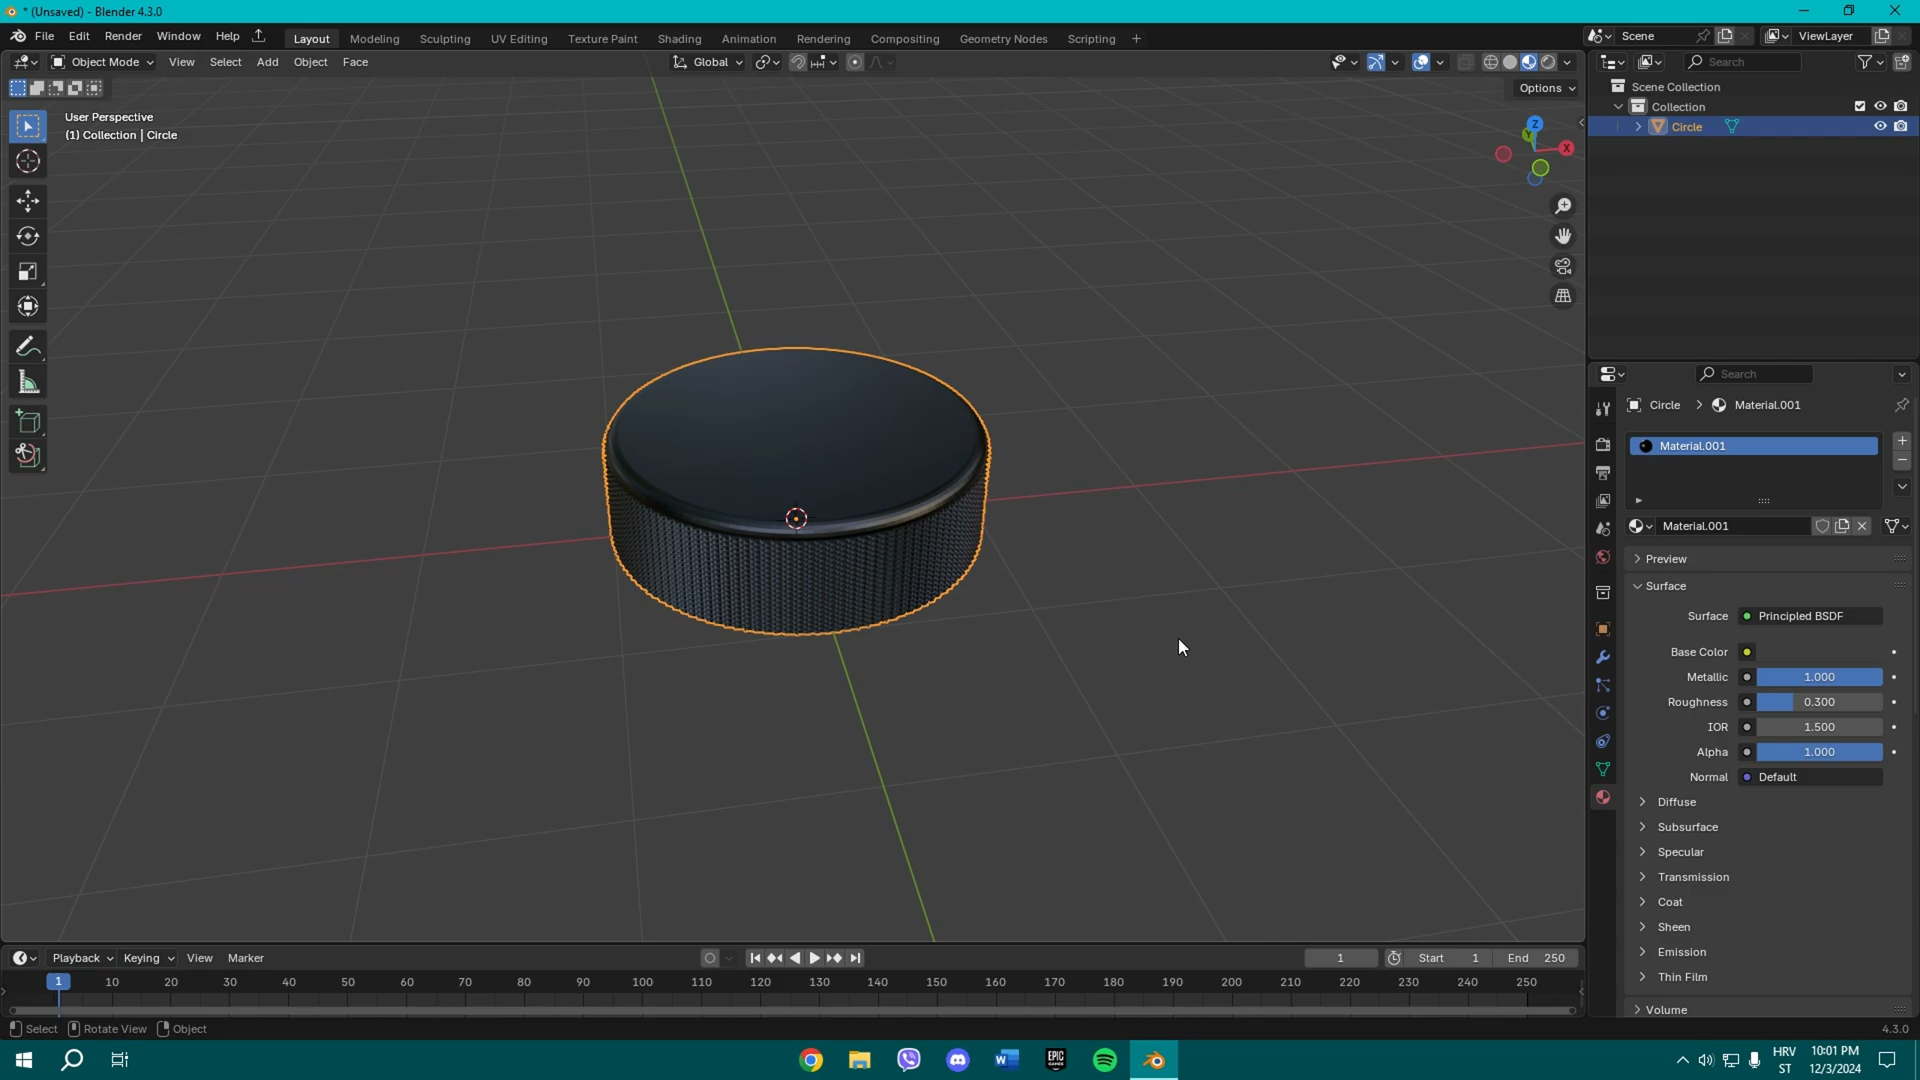 * (Unsaved) - Blender 4.3.0
File Edit Render Window Help Layout Modeling Sculpting UV Editing Texture Paint Shading Animation Rendering Compositing Geometry Nodes Scripting + Scene ViewLayer
Object Mode View Select Add Object Face Global Search
Options
Scene Collection
Collection
Circle
User Perspective
(1) Collection | Circle
Z
Y
X
Search
Circle > Material.001
Material.001
Material.001
Preview
Surface
Surface Principled BSDF
Base Color
Metallic 1.000
Roughness 0.300
IOR 1.500
Alpha 1.000
Normal Default
Diffuse
Subsurface
Specular
Transmission
Coat
Sheen
Emission
Thin Film
Volume
Playback Keying View Marker 1 Start 1 End 250
1 10 20 30 40 50 60 70 80 90 100 110 120 130 140 150 160 170 180 190 200 210 220 230 240 250
Select Rotate View Object 4.3.0
EPIC GAMES
HRV
ST
10:01 PM
12/3/2024